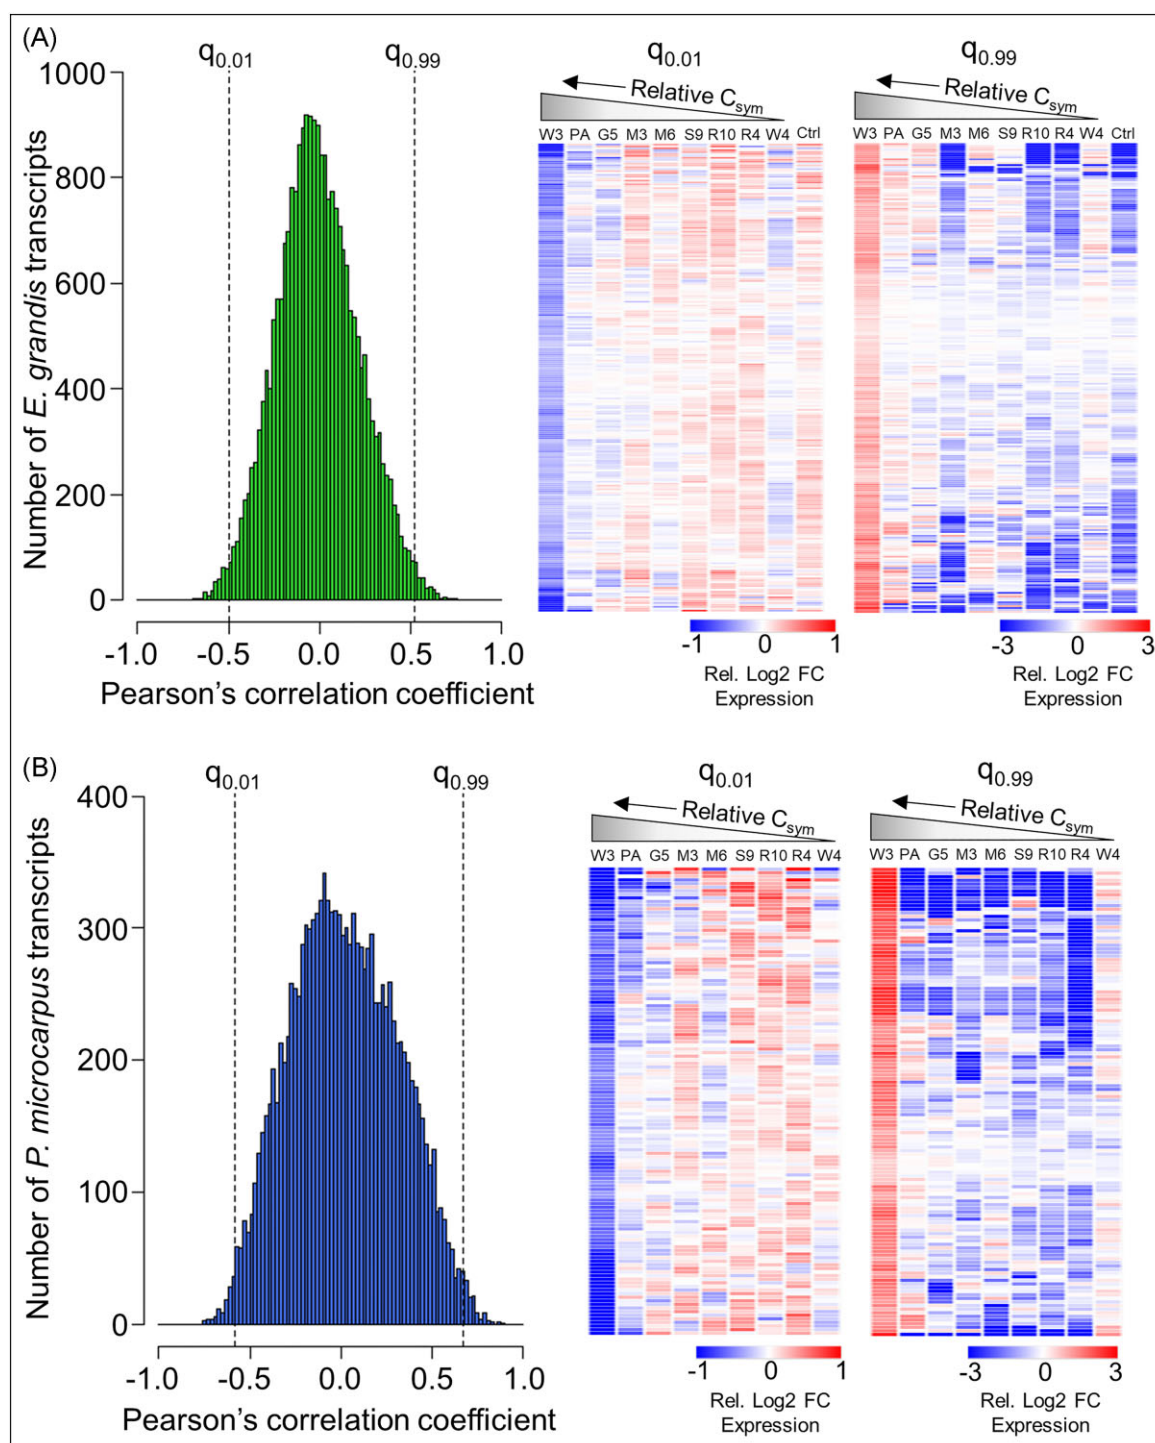 (A)
q0.01
q0.99
1000
800
600
400
200
0
Number of E. grandis transcripts
-1.0 -0.5 0.0 0.5 1.0
Pearson's correlation coefficient
q0.01
Relative Csym
W3 PA G5 M3 M6 S9 R10 R4 W4 Ctrl
-1 0 1
Rel. Log2 FC
Expression
q0.99
Relative Csym
W3 PA G5 M3 M6 S9 R10 R4 W4 Ctrl
-3 0 3
Rel. Log2 FC
Expression
(B)
q0.01
q0.99
400
300
200
100
0
Number of P. microcarpus transcripts
-1.0 -0.5 0.0 0.5 1.0
Pearson's correlation coefficient
q0.01
Relative Csym
W3 PA G5 M3 M6 S9 R10 R4 W4
-1 0 1
Rel. Log2 FC
Expression
q0.99
Relative Csym
W3 PA G5 M3 M6 S9 R10 R4 W4
-3 0 3
Rel. Log2 FC
Expression